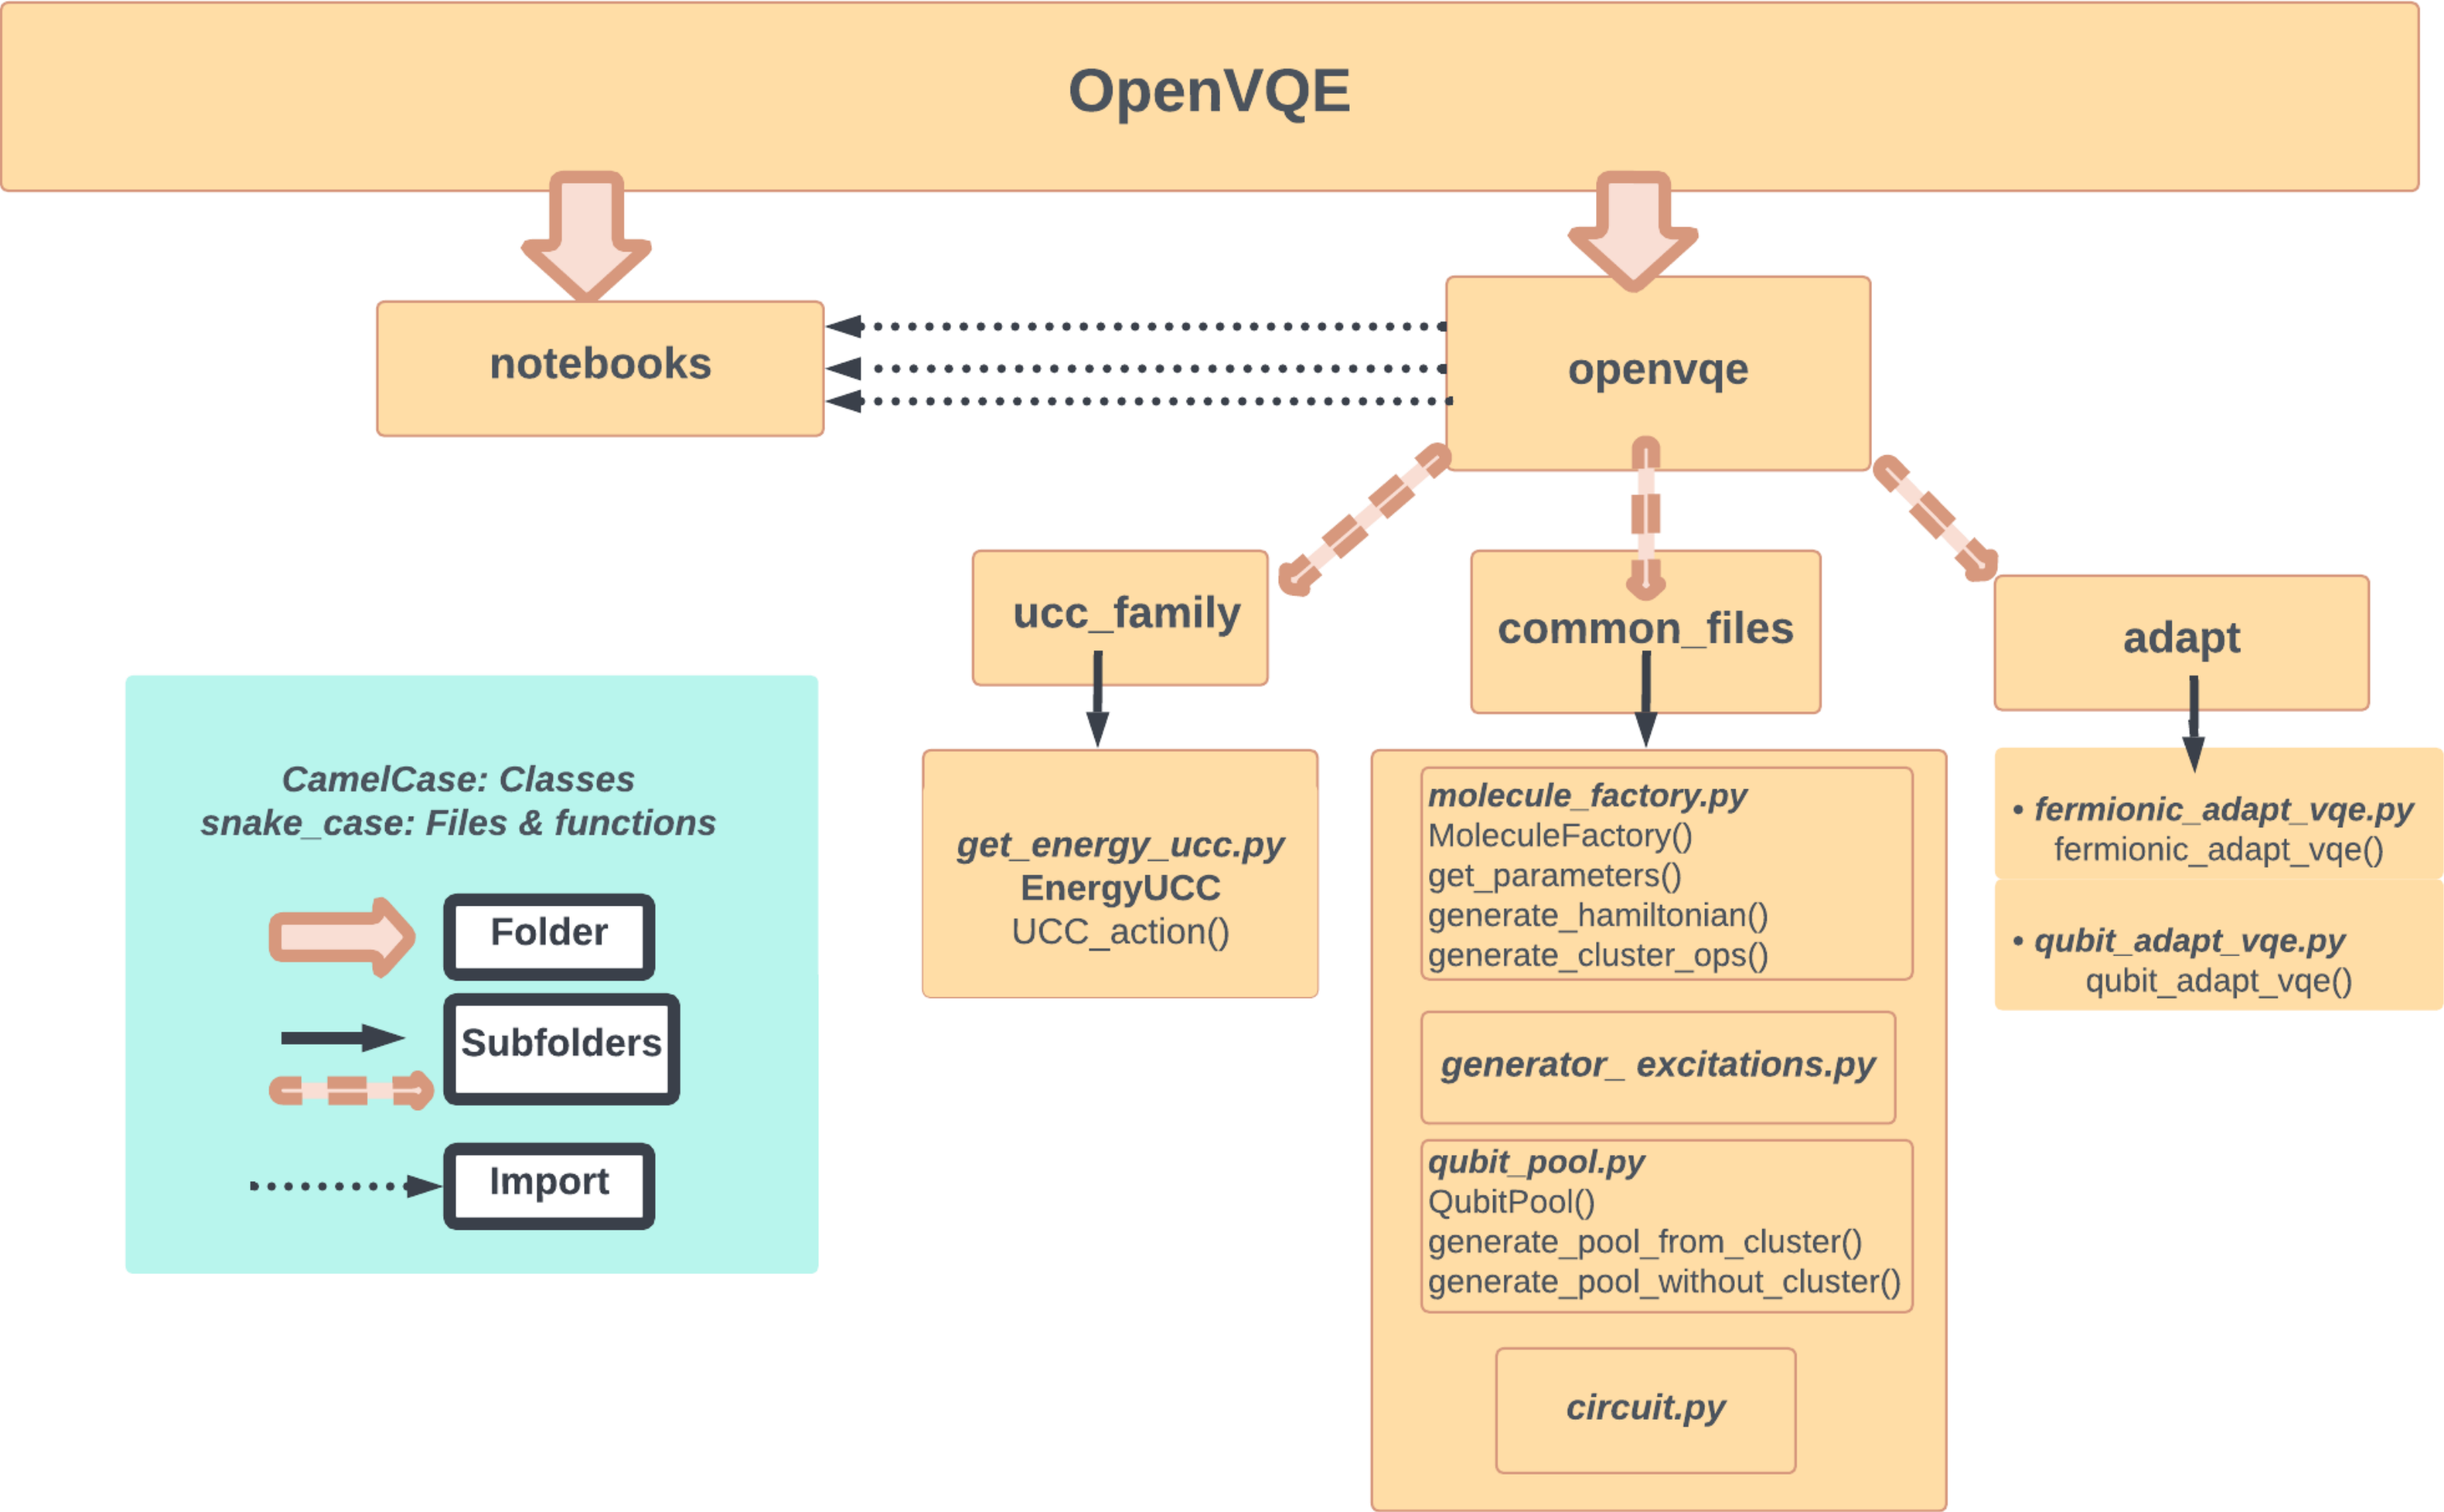 OpenVQE
notebooks
openvqe
ucc_family
common_files
adapt
get_energy_ucc.py
EnergyUCC
UCC_action()
molecule_factory.py
MoleculeFactory()
get_parameters()
generate_hamiltonian()
generate_cluster_ops()
generator_ excitations.py
qubit_pool.py
QubitPool()
generate_pool_from_cluster()
generate_pool_without_cluster()
circuit.py
• fermionic_adapt_vqe.py
fermionic_adapt_vqe()
• qubit_adapt_vqe.py
qubit_adapt_vqe()
CamelCase: Classes
snake_case: Files & functions
Folder
Subfolders
Import